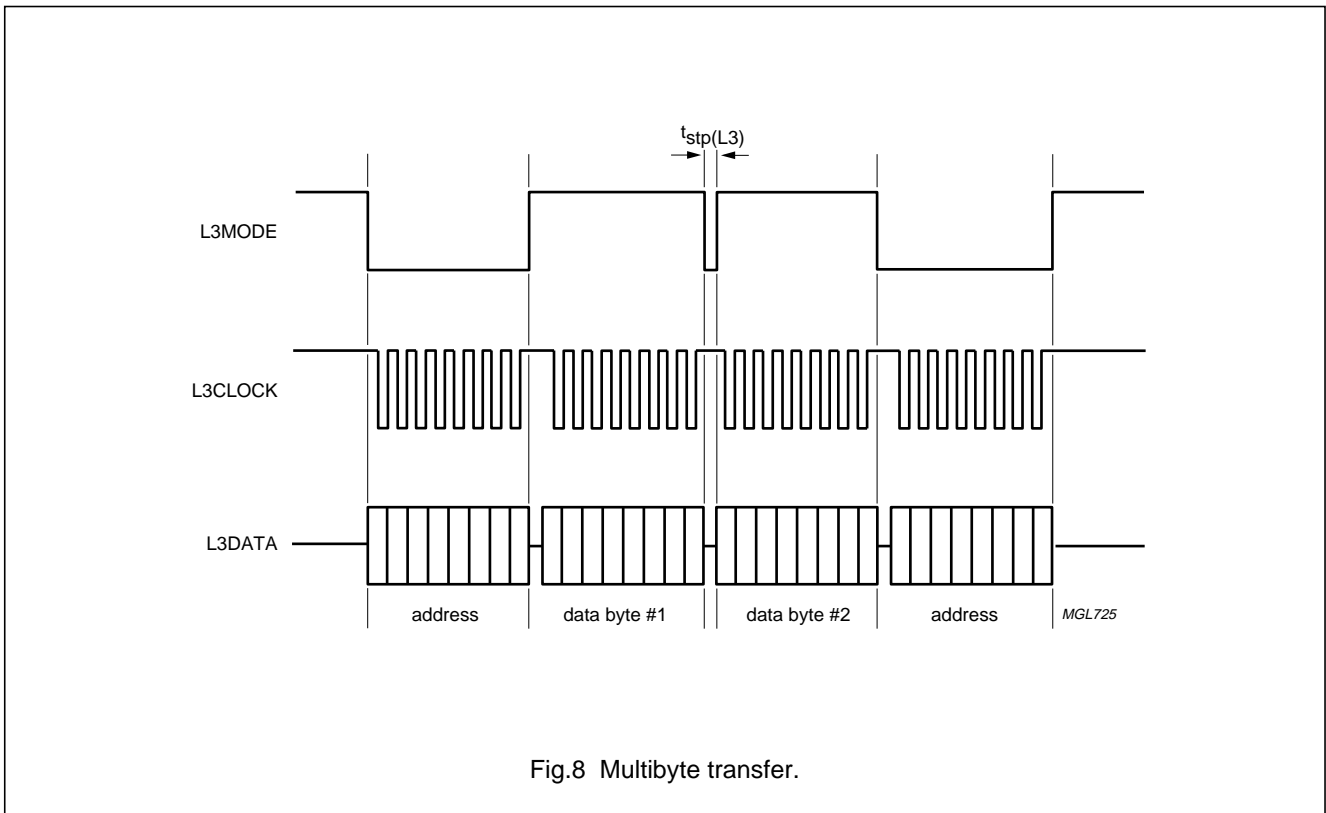 tstp(L3)
L3MODE
L3CLOCK
L3DATA
address
data byte #1
data byte #2
address
MGL725
Fig.8 Multibyte transfer.